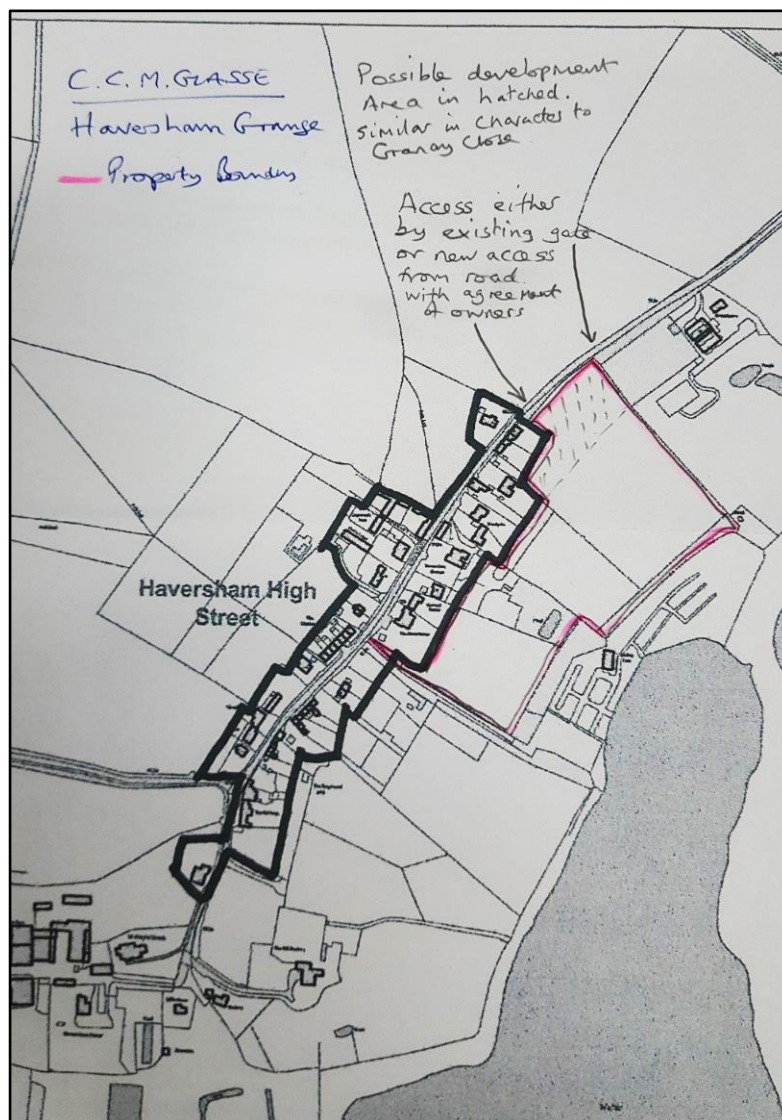 C. C. M. GLASSE
Haversham Grange
Property Boundary
Possible development
Area in hatched.
similar in character to
Granary Close
Access either
by existing gate
or new access
from road
with agreement
of owners
Haversham High
Street